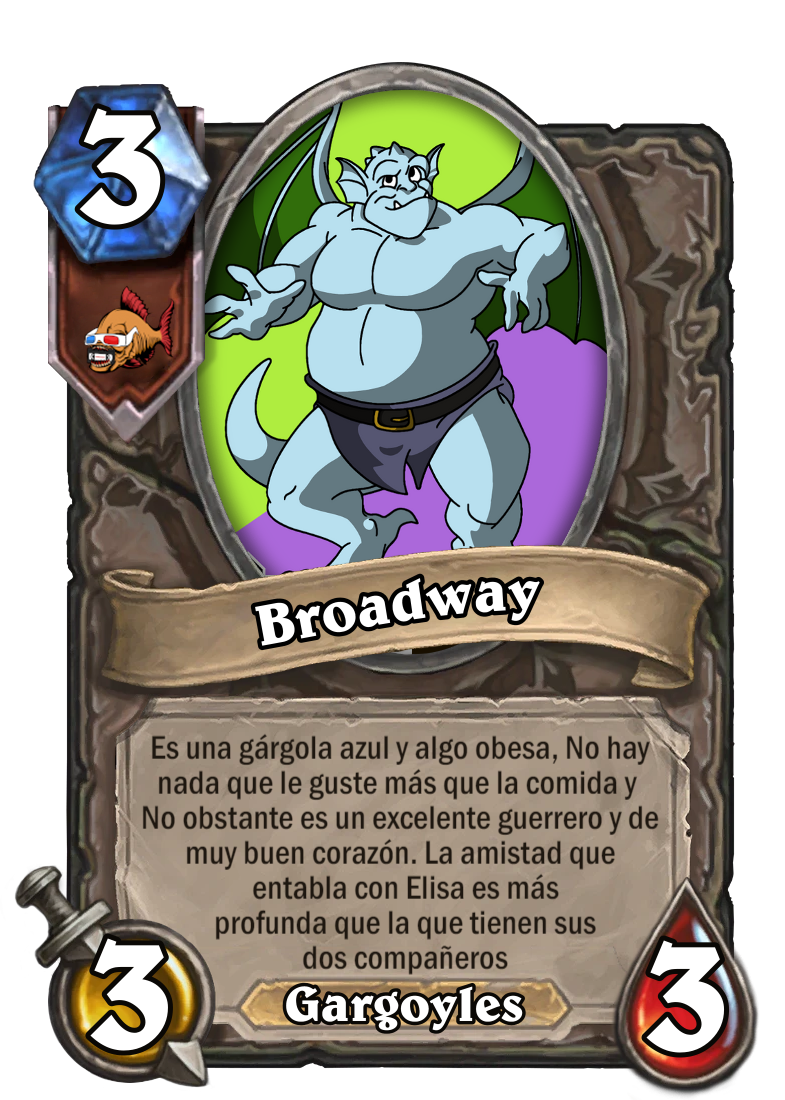 3
Broadway
Es una gárgola azul y algo obesa, No hay
nada que le guste más que la comida y
No obstante es un excelente guerrero y de
muy buen corazón. La amistad que
entabla con Elisa es más
profunda que la que tienen sus
dos compañeros
3
Gargoyles
3